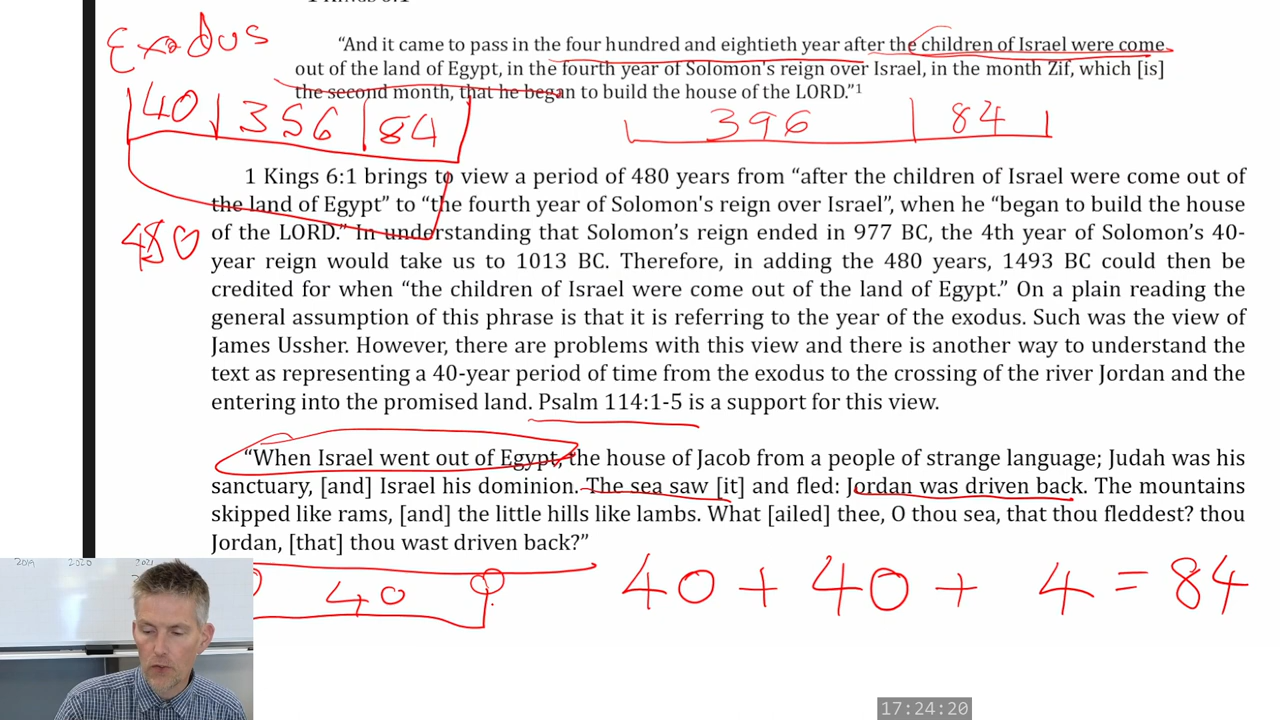 Exodus
"And it came to pass in the four hundred and eightieth year after the children of Israel were come
out of the land of Egypt, in the fourth year of Solomon's reign over Israel, in the month Zif, which [is]
the second month, that he began to build the house of the LORD."1
40 356 84
396 84
1 Kings 6:1 brings to view a period of 480 years from "after the children of Israel were come out of
the land of Egypt" to "the fourth year of Solomon's reign over Israel", when he "began to build the house
480
of the LORD." In understanding that Solomon's reign ended in 977 BC, the 4th year of Solomon's 40-
year reign would take us to 1013 BC. Therefore, in adding the 480 years, 1493 BC could then be
credited for when "the children of Israel were come out of the land of Egypt." On a plain reading the
general assumption of this phrase is that it is referring to the year of the exodus. Such was the view of
James Ussher. However, there are problems with this view and there is another way to understand the
text as representing a 40-year period of time from the exodus to the crossing of the river Jordan and the
entering into the promised land. Psalm 114:1-5 is a support for this view.
"When Israel went out of Egypt, the house of Jacob from a people of strange language; Judah was his
sanctuary, [and] Israel his dominion. The sea saw [it] and fled: Jordan was driven back. The mountains
skipped like rams, [and] the little hills like lambs. What [ailed] thee, O thou sea, that thou fleddest? thou
Jordan, [that] thou wast driven back?"
2019 2020 2021
40
40 + 40 + 4 = 84
17:24:20